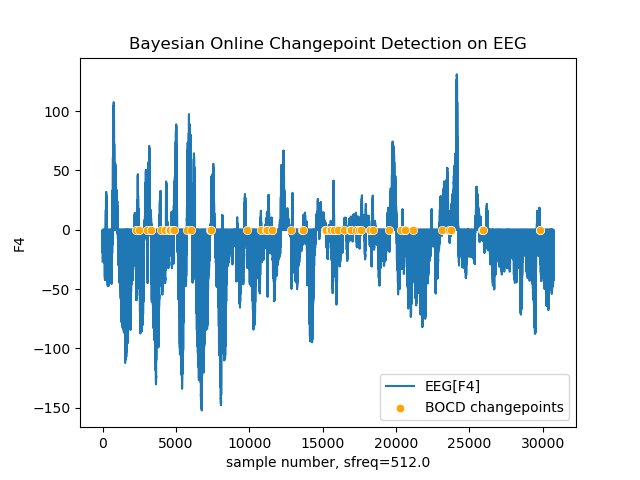 Bayesian Online Changepoint Detection on EEG
F4
100
50
0
−50
−100
−150
EEG[F4]
BOCD changepoints
0 5000 10000 15000 20000 25000 30000
sample number, sfreq=512.0